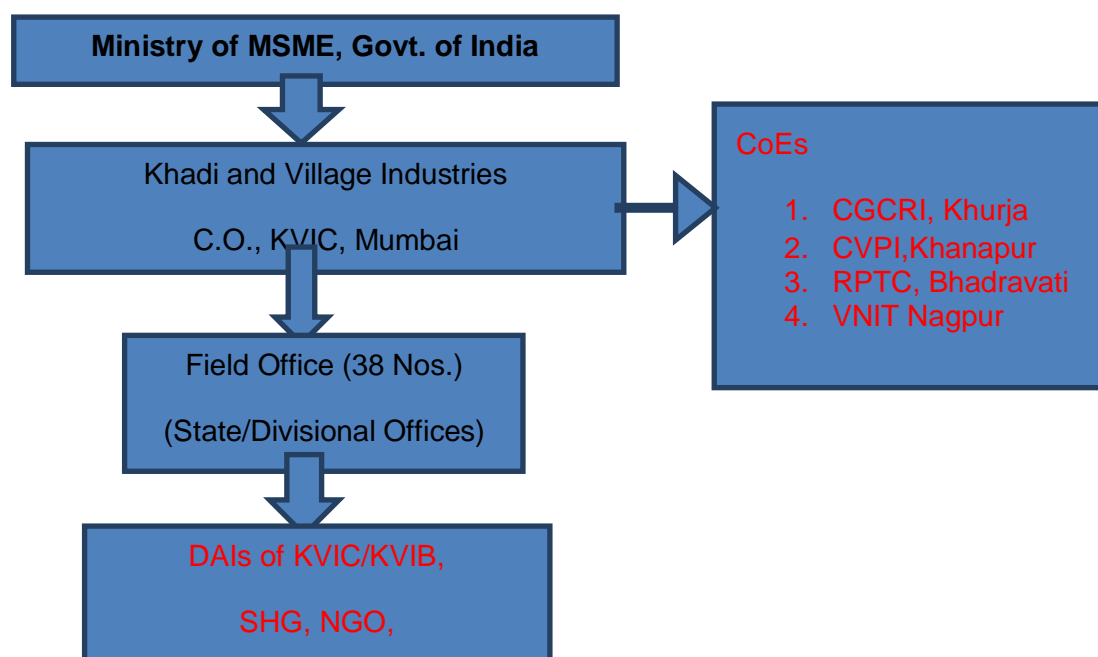 Ministry of MSME, Govt. of India
Khadi and Village Industries
C.O., KVIC, Mumbai
CoEs
1. CGCRI, Khurja
2. CVPI,Khanapur
3. RPTC, Bhadravati
4. VNIT Nagpur
Field Office (38 Nos.)
(State/Divisional Offices)
DAIs of KVIC/KVIB,
SHG, NGO,